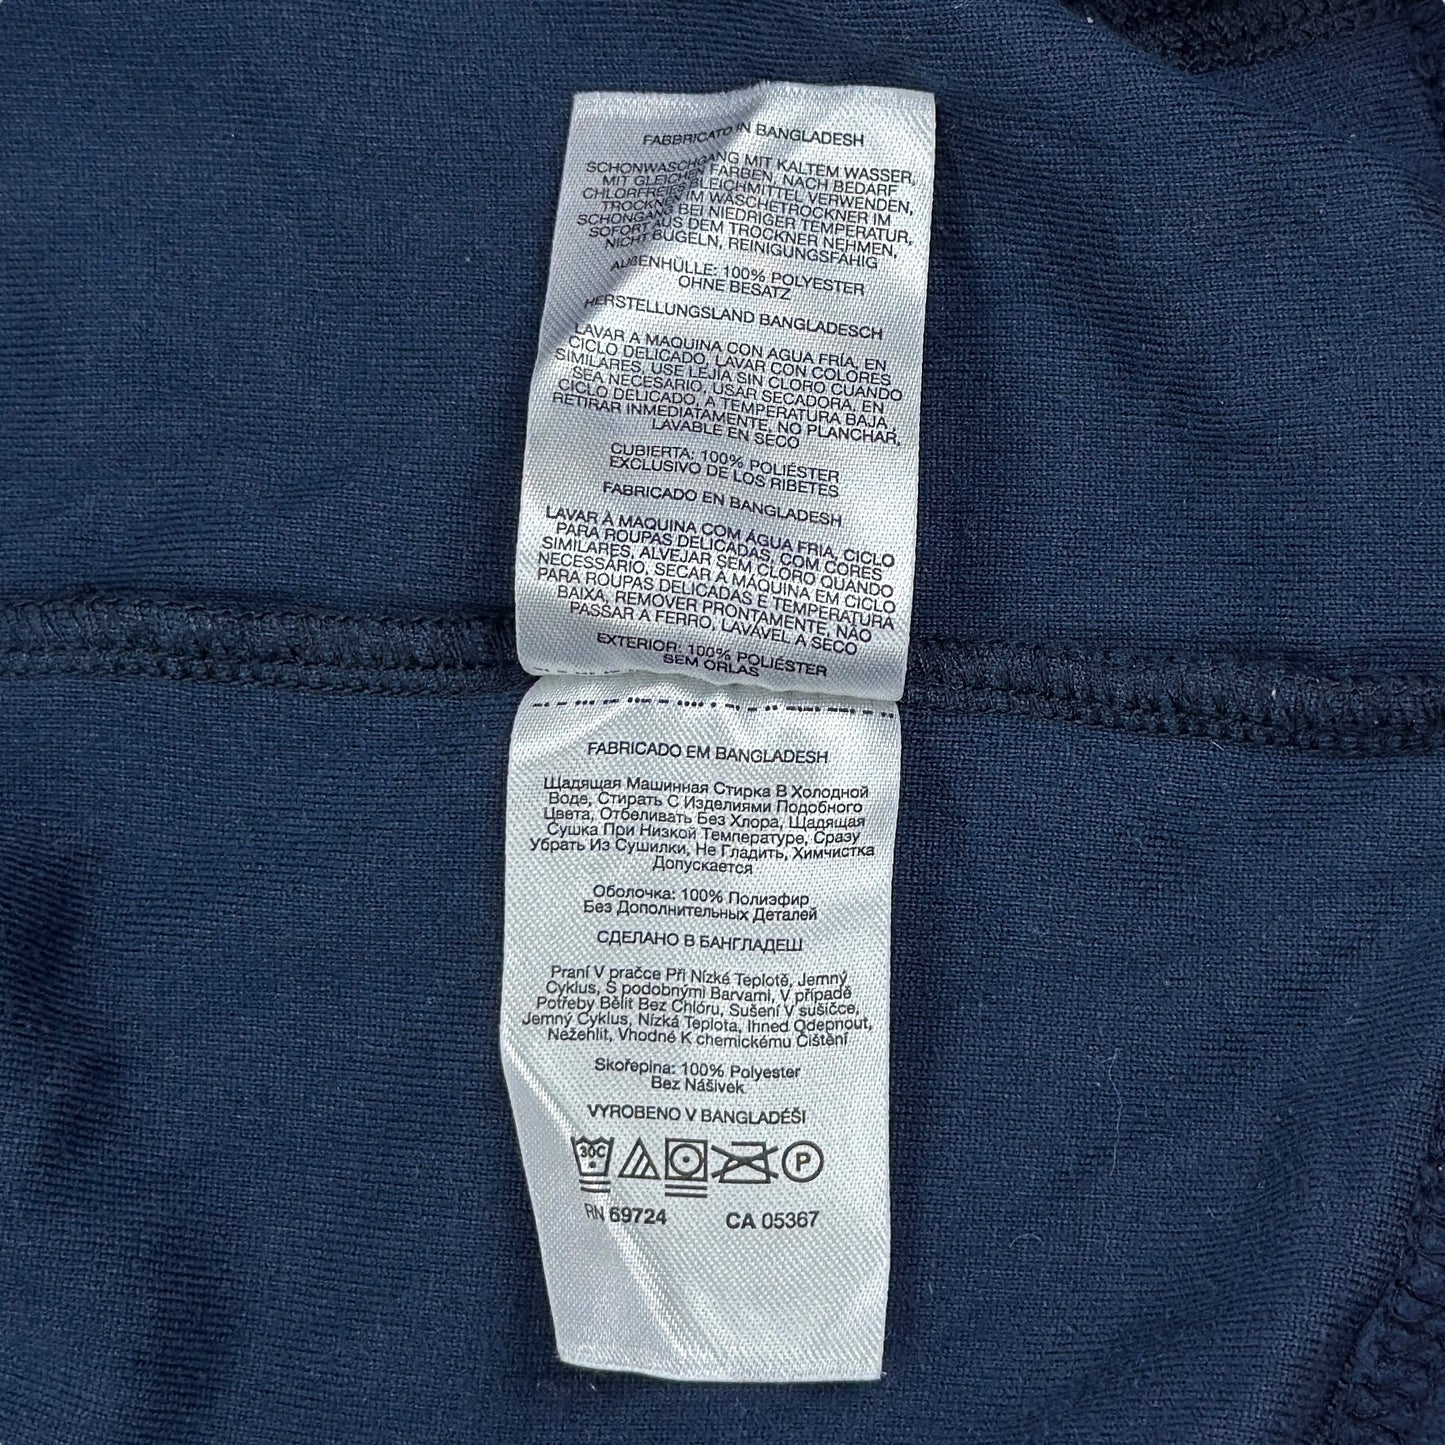 FABBRICATO IN BANGLADESH
SCHONWASCHGANG MIT KALTEM WASSER,
MIT GLEICHEN FARBEN, NACH BEDARF
CHLORFREIES BLEICHMITTEL VERWENDEN,
TROCKNER IM WÄSCHETROCKNER IM
SCHONGANG BEI NIEDRIGER TEMPERATUR,
SOFORT AUS DEM TROCKNER NEHMEN,
NICHT BÜGELN, REINIGUNGSFÄHIG
AUßENHÜLLE: 100% POLYESTER
OHNE BESATZ
HERSTELLUNGSLAND BANGLADESCH
LAVAR A MAQUINA CON AGUA FRÍA, EN
CICLO DELICADO, LAVAR CON COLORES
SIMILARES, USE LEJÍA SIN CLORO CUANDO
SEA NECESARIO, USAR SECADORA, EN
CICLO DELICADO, A TEMPERATURA BAJA,
RETIRAR INMEDIATAMENTE, NO PLANCHAR,
LAVABLE EN SECO
CUBIERTA: 100% POLIÉSTER
EXCLUSIVO DE LOS RIBETES
FABRICADO EN BANGLADESH
LAVAR À MAQUINA COM ÁGUA FRIA, CICLO
PARA ROUPAS DELICADAS, COM CORES
SIMILARES, ALVEJAR SEM CLORO QUANDO
NECESSÁRIO, SECAR A MÁQUINA EM CICLO
PARA ROUPAS DELICADAS E TEMPERATURA
BAIXA, REMOVER PRONTAMENTE, NÃO
PASSAR A FERRO, LAVÁVEL A SECO
EXTERIOR: 100% POLIÉSTER
SEM ORLAS
FABRICADO EM BANGLADESH
Щадящая Машинная Стирка В Холодной
Воде, Стирать С Изделиями Подобного
Цвета, Отбеливать Без Хлора, Щадящая
Сушка При Низкой Температуре, Сразу
Убрать Из Сушилки, Не Гладить, Химчистка
Допускается
Оболочка: 100% Полиэфир
Без Дополнительных Деталей
СДЕЛАНО В БАНГЛАДЕШ
Praní V pračce Při Nízké Teplotě, Jemný
Cyklus, S podobnými Barvami, V případě
Potřeby Bělit Bez Chlóru, Sušení V sušičce,
Jemný Cyklus, Nízká Teplota, Ihned Odepnout,
Nežehlit, Vhodné K chemickému Čištění
Skořepina: 100% Polyester
Bez Nášivek
VYROBENO V BANGLADÉŠI
30C P
RN 69724 CA 05367